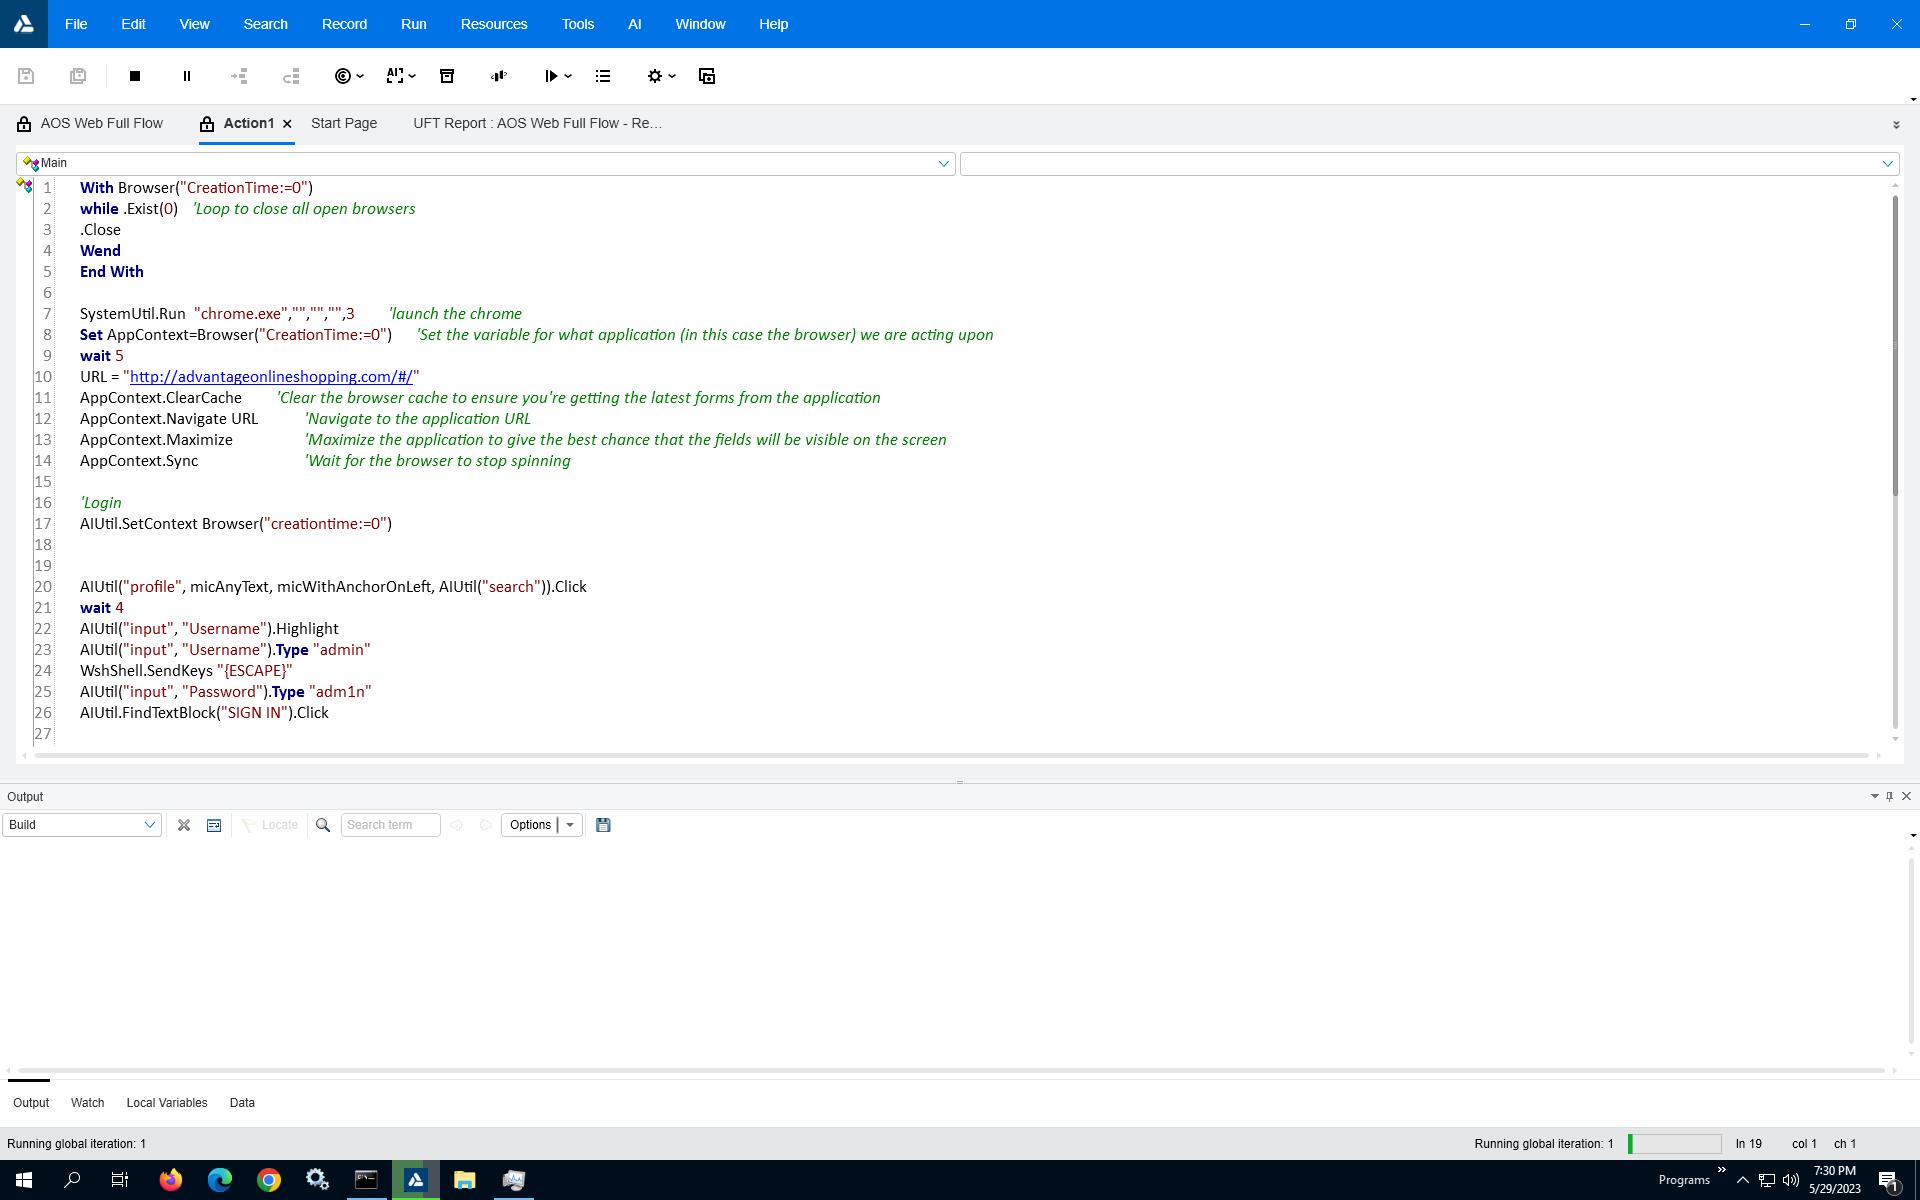 File Edit View Search Record Run Resources Tools AI Window Help
AOS Web Full Flow Action1 Start Page UFT Report : AOS Web Full Flow - Re...
Main
1 With Browser("CreationTime:=0")
2 while .Exist(0) 'Loop to close all open browsers
3 .Close
4 Wend
5 End With
6
7 SystemUtil.Run "chrome.exe","","","",3 'launch the chrome
8 Set AppContext=Browser("CreationTime:=0") 'Set the variable for what application (in this case the browser) we are acting upon
9 wait 5
10 URL = "http://advantageonlineshopping.com/#/"
11 AppContext.ClearCache 'Clear the browser cache to ensure you're getting the latest forms from the application
12 AppContext.Navigate URL 'Navigate to the application URL
13 AppContext.Maximize 'Maximize the application to give the best chance that the fields will be visible on the screen
14 AppContext.Sync 'Wait for the browser to stop spinning
15
16 'Login
17 AIUtil.SetContext Browser("creationtime:=0")
18
19
20 AIUtil("profile", micAnyText, micWithAnchorOnLeft, AIUtil("search")).Click
21 wait 4
22 AIUtil("input", "Username").Highlight
23 AIUtil("input", "Username").Type "admin"
24 WshShell.SendKeys "{ESCAPE}"
25 AIUtil("input", "Password").Type "adm1n"
26 AIUtil.FindTextBlock("SIGN IN").Click
27
Output
Build Locate Search term Options
Output Watch Local Variables Data
Running global iteration: 1 Running global iteration: 1 ln 19 col 1 ch 1
Programs 7:30 PM
5/29/2023 1